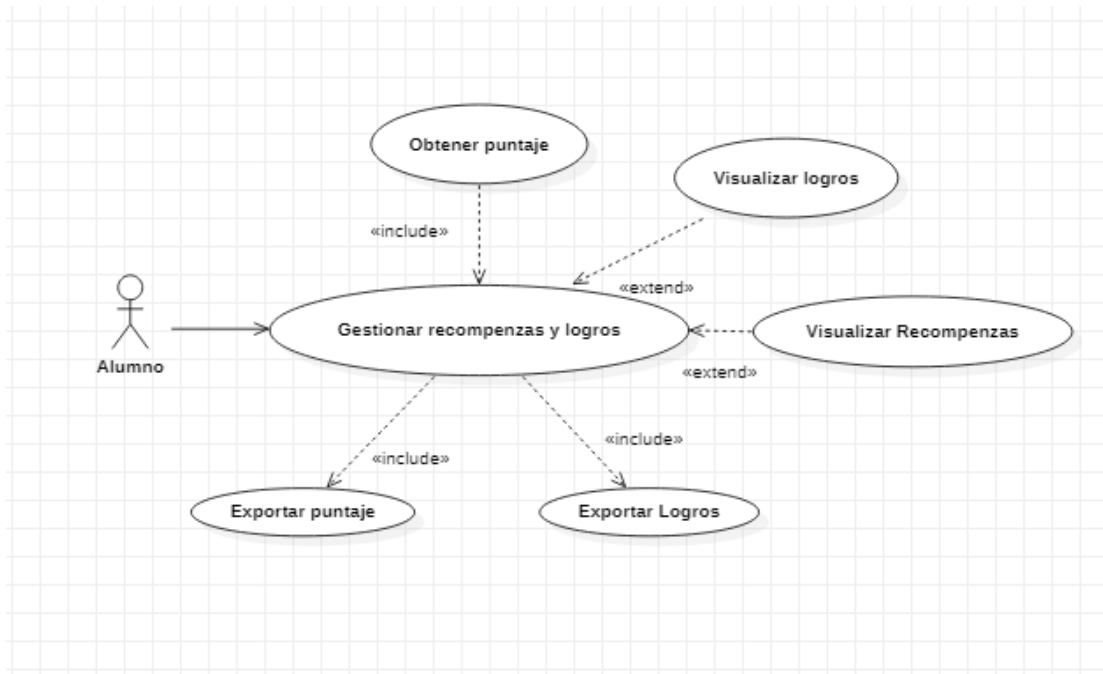 Obtener puntaje
Visualizar logros
«include»
«extend»
Gestionar recompenzas y logros
Visualizar Recompenzas
Alumno
«extend»
«include»
«include»
Exportar puntaje
Exportar Logros